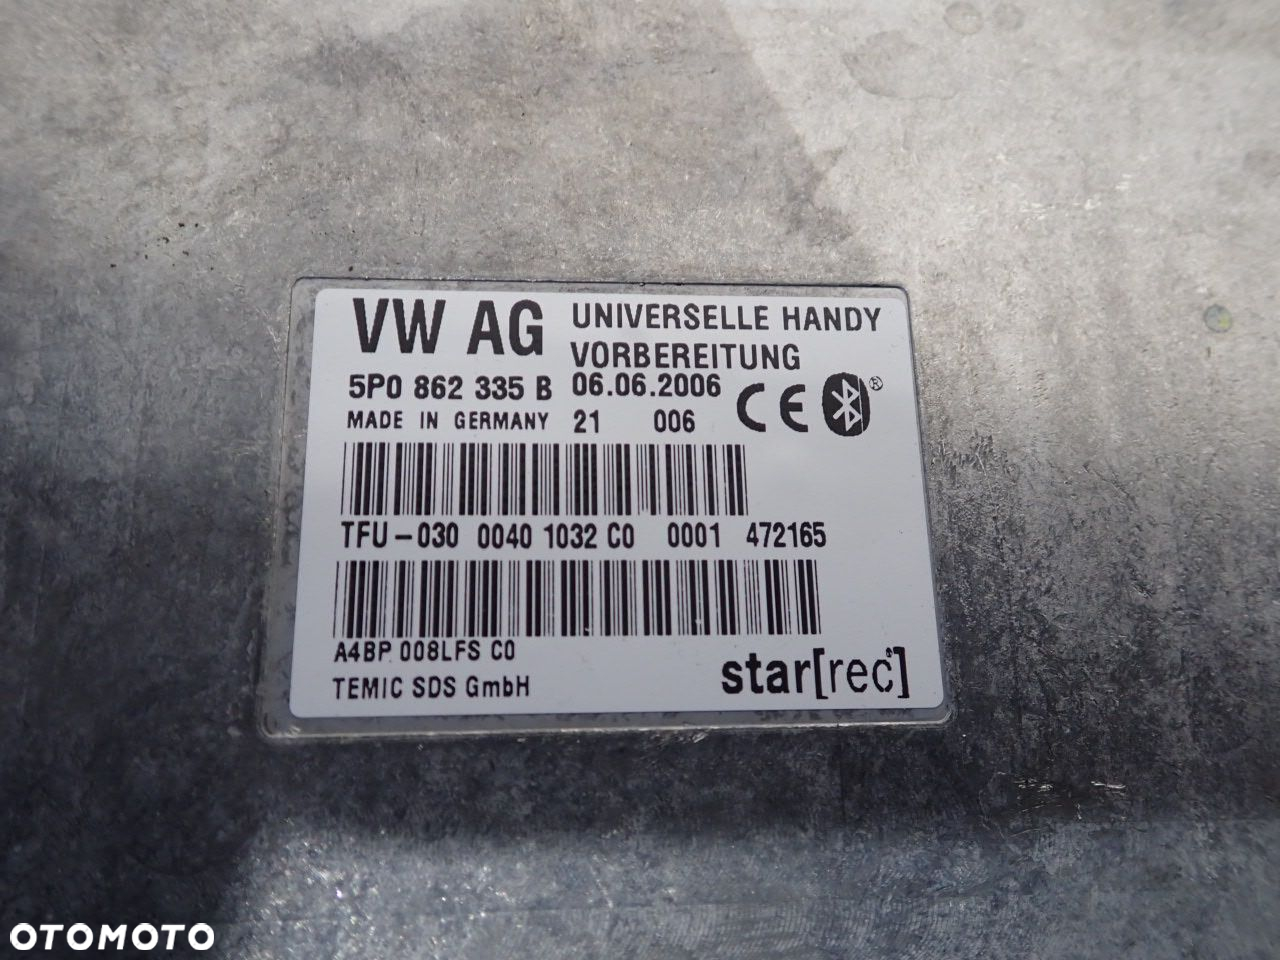 VW AG UNIVERSELLE HANDY
VORBEREITUNG
5P0 862 335 B 06.06.2006 CE ®
MADE IN GERMANY 21 006
TFU-030 0040 1032 C0 0001 472165
A4BP 008LFS C0
TEMIC SDS GmbH star[rec]
OTOMOTO